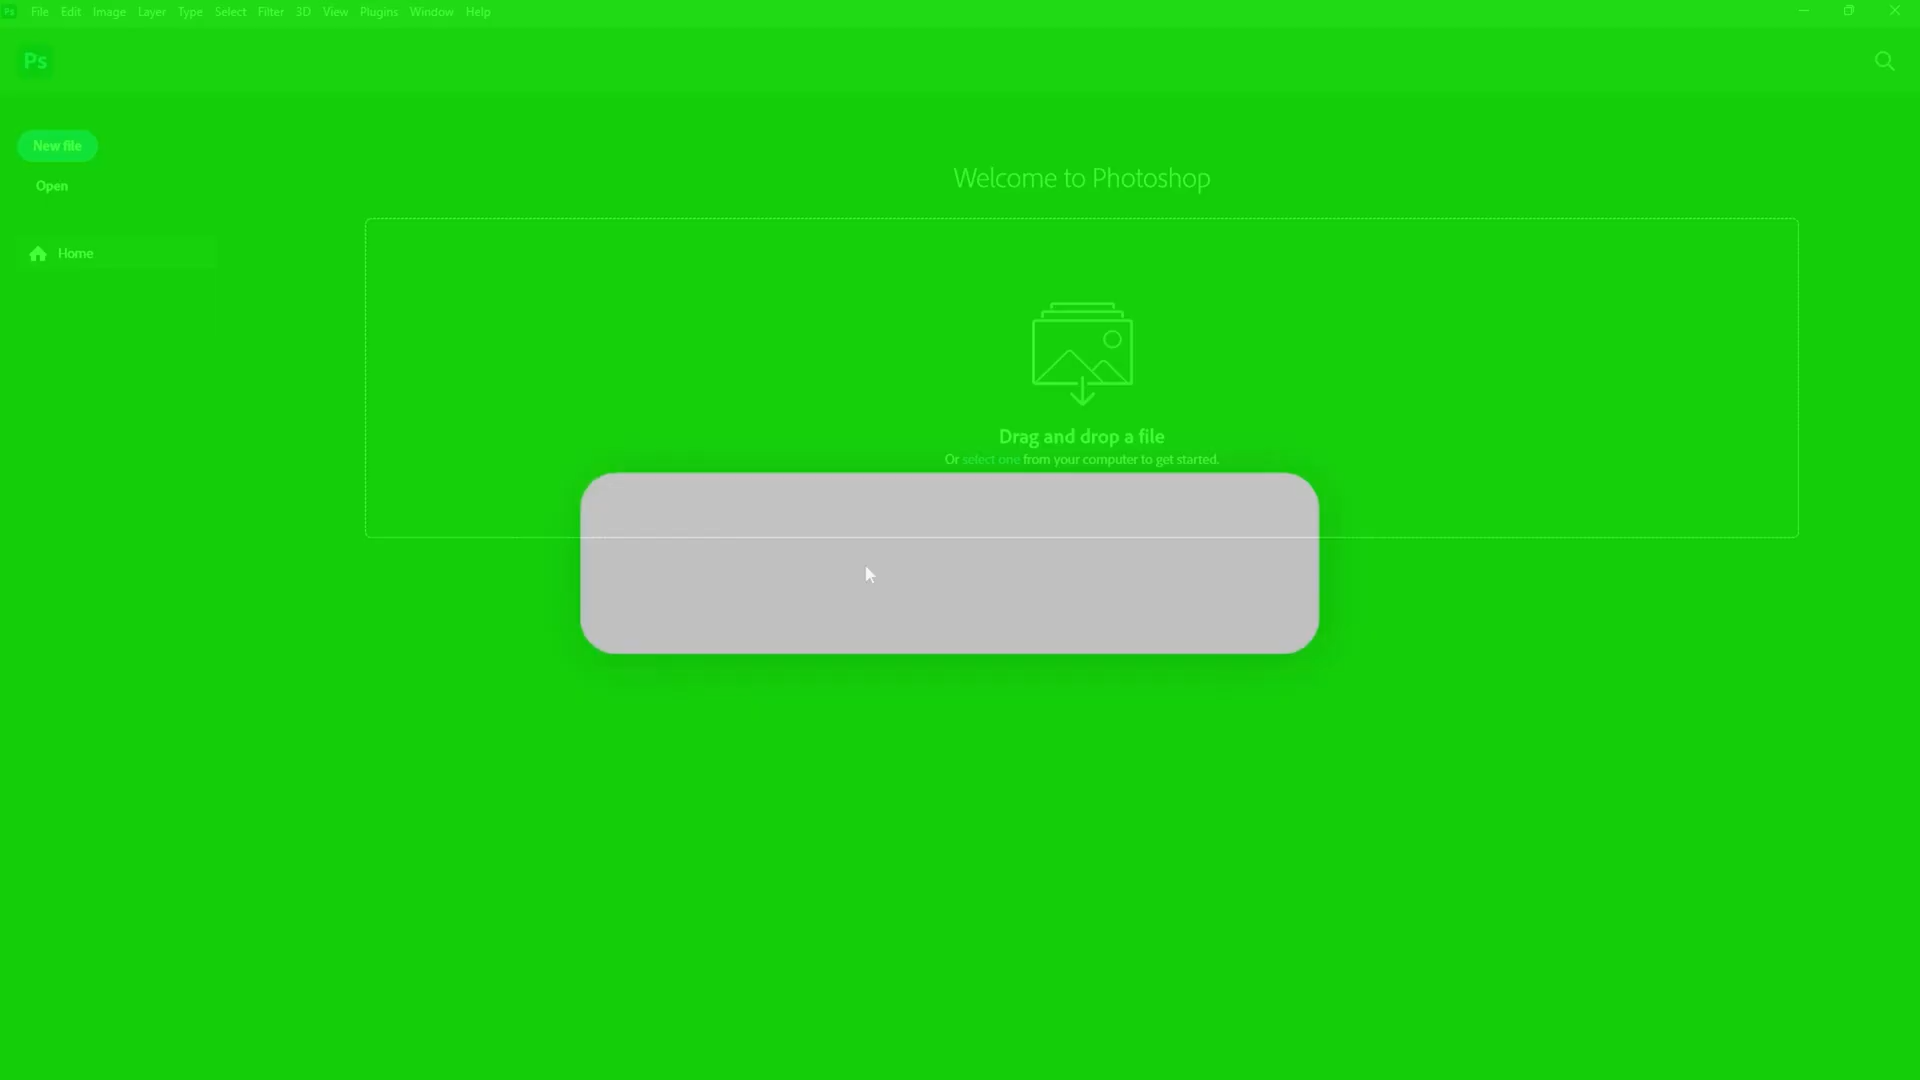 Ps File Edit Image Layer Type Select Filter 3D View Plugins Window Help
Ps
New file
Open
Home
Welcome to Photoshop
Drag and drop a file
Or select one from your computer to get started.